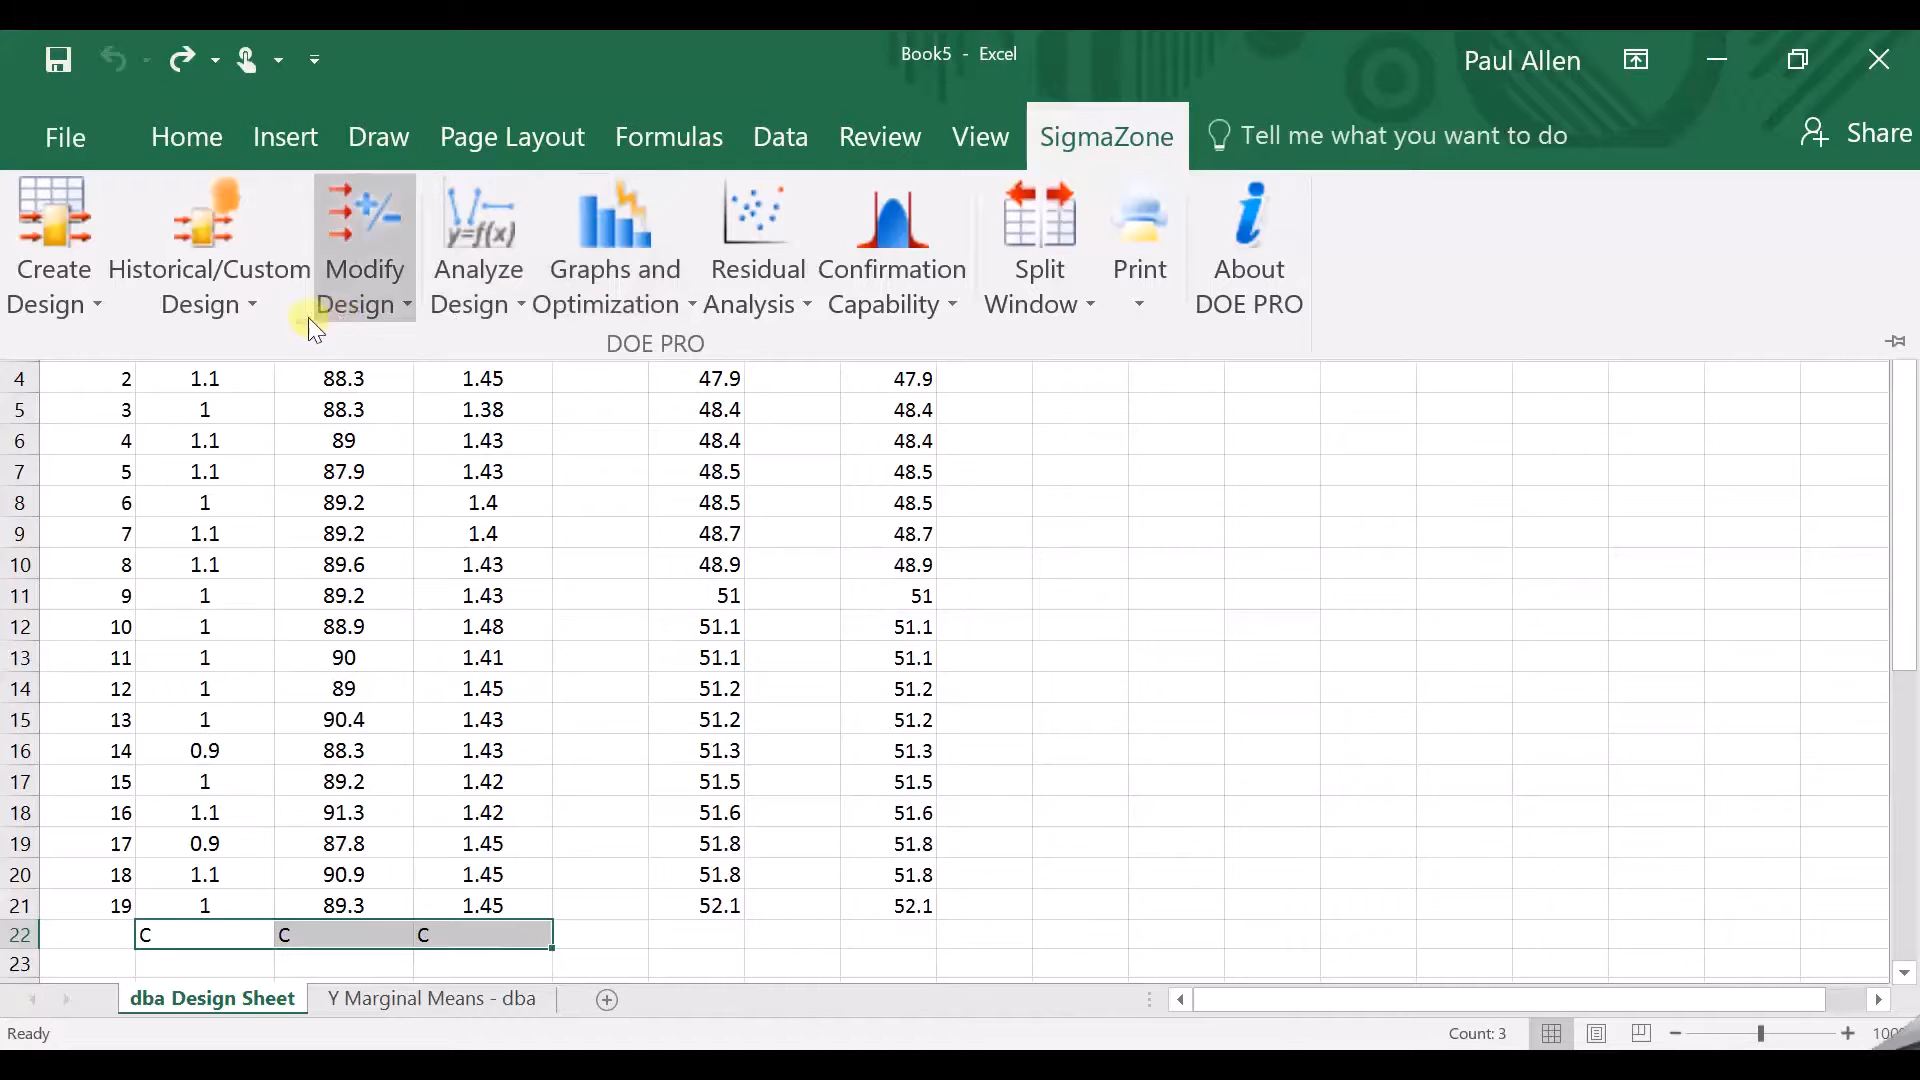 Book5 - Excel
Paul Allen
File Home Insert Draw Page Layout Formulas Data Review View SigmaZone Tell me what you want to do Share
Create Design
Historical/Custom Design
Modify Design
Analyze Design
y=f(x)
Graphs and Optimization
Residual Analysis
Confirmation Capability
Split Window
Print
About DOE PRO
DOE PRO
4 2 1.1 88.3 1.45 47.9 47.9
5 3 1 88.3 1.38 48.4 48.4
6 4 1.1 89 1.43 48.4 48.4
7 5 1.1 87.9 1.43 48.5 48.5
8 6 1 89.2 1.4 48.5 48.5
9 7 1.1 89.2 1.4 48.7 48.7
10 8 1.1 89.6 1.43 48.9 48.9
11 9 1 89.2 1.43 51 51
12 10 1 88.9 1.48 51.1 51.1
13 11 1 90 1.41 51.1 51.1
14 12 1 89 1.45 51.2 51.2
15 13 1 90.4 1.43 51.2 51.2
16 14 0.9 88.3 1.43 51.3 51.3
17 15 1 89.2 1.42 51.5 51.5
18 16 1.1 91.3 1.42 51.6 51.6
19 17 0.9 87.8 1.45 51.8 51.8
20 18 1.1 90.9 1.45 51.8 51.8
21 19 1 89.3 1.45 52.1 52.1
22 C C C
23
dba Design Sheet Y Marginal Means - dba
Ready Count: 3